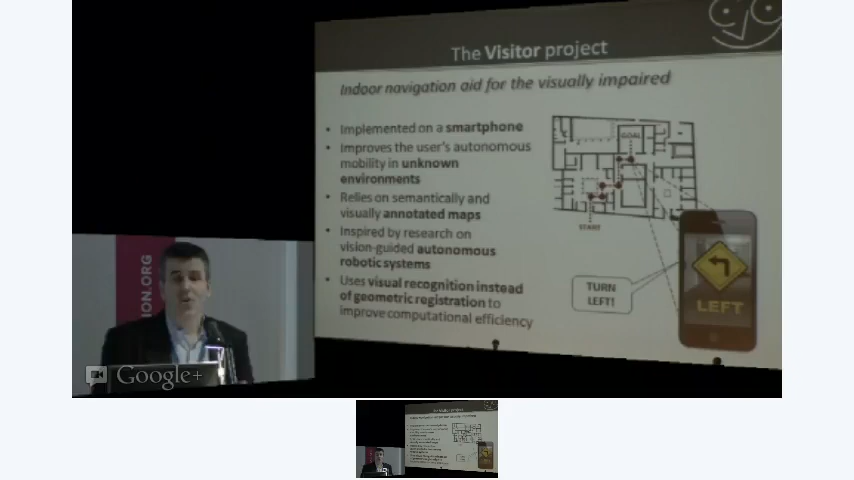 The Visitor project
Indoor navigation aid for the visually impaired
• Implemented on a smartphone
• Improves the user's autonomous
mobility in unknown
environments
• Relies on semantically and
visually annotated maps
• Inspired by research on
vision-guided autonomous
robotic systems
• Uses visual recognition instead
of geometric registration to
improve computational efficiency
GOAL
START
TURN
LEFT!
LEFT
ION.ORG
Google+